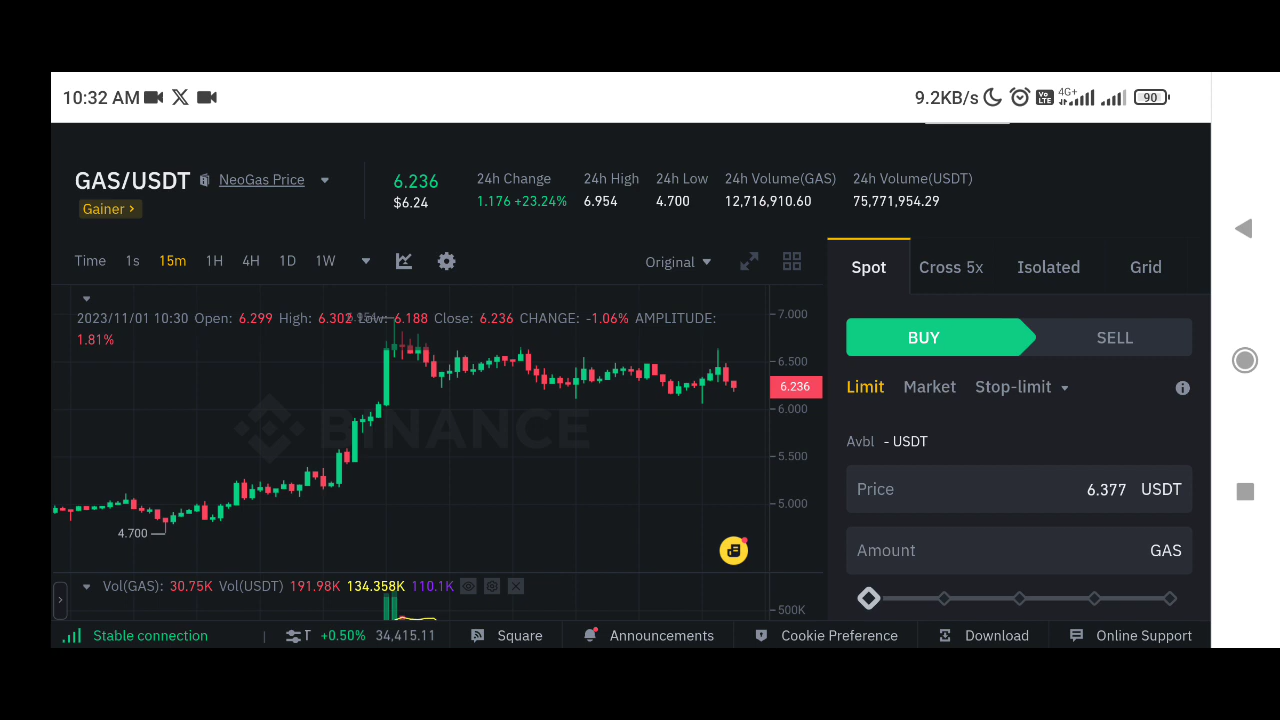 10:32 AM
9.2KB/s Vo LTE 4G+ 90
GAS/USDT NeoGas Price
Gainer
6.236
$6.24
24h Change 24h High 24h Low 24h Volume(GAS) 24h Volume(USDT)
1.176 +23.24% 6.954 4.700 12,716,910.60 75,771,954.29
Time 1s 15m 1H 4H 1D 1W Original
2023/11/01 10:30 Open: 6.299 High: 6.302 Low: 6.188 Close: 6.236 CHANGE: -1.06% AMPLITUDE:
1.81%
6.954
7.000
6.500
6.236
6.000
5.500
5.000
4.700
BINANCE
Vol(GAS): 30.75K Vol(USDT) 191.98K 134.358K 110.1K
500K
Spot Cross 5x Isolated Grid
BUY SELL
Limit Market Stop-limit
Avbl - USDT
Price 6.377 USDT
Amount GAS
Stable connection T +0.50% 34,415.11 Square Announcements Cookie Preference Download Online Support